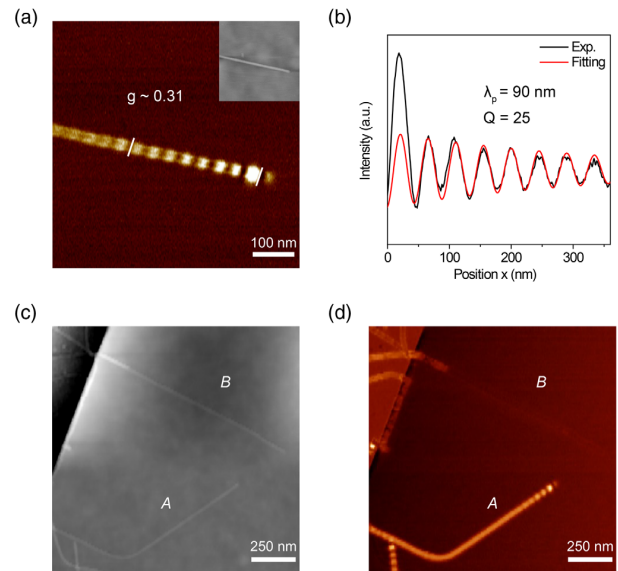 (a)
g ~ 0.31
100 nm
(b)
Intensity (a.u.)
Exp.
Fitting
λp = 90 nm
Q = 25
0 100 200 300
Position x (nm)
(c)
B
A
250 nm
(d)
B
A
250 nm